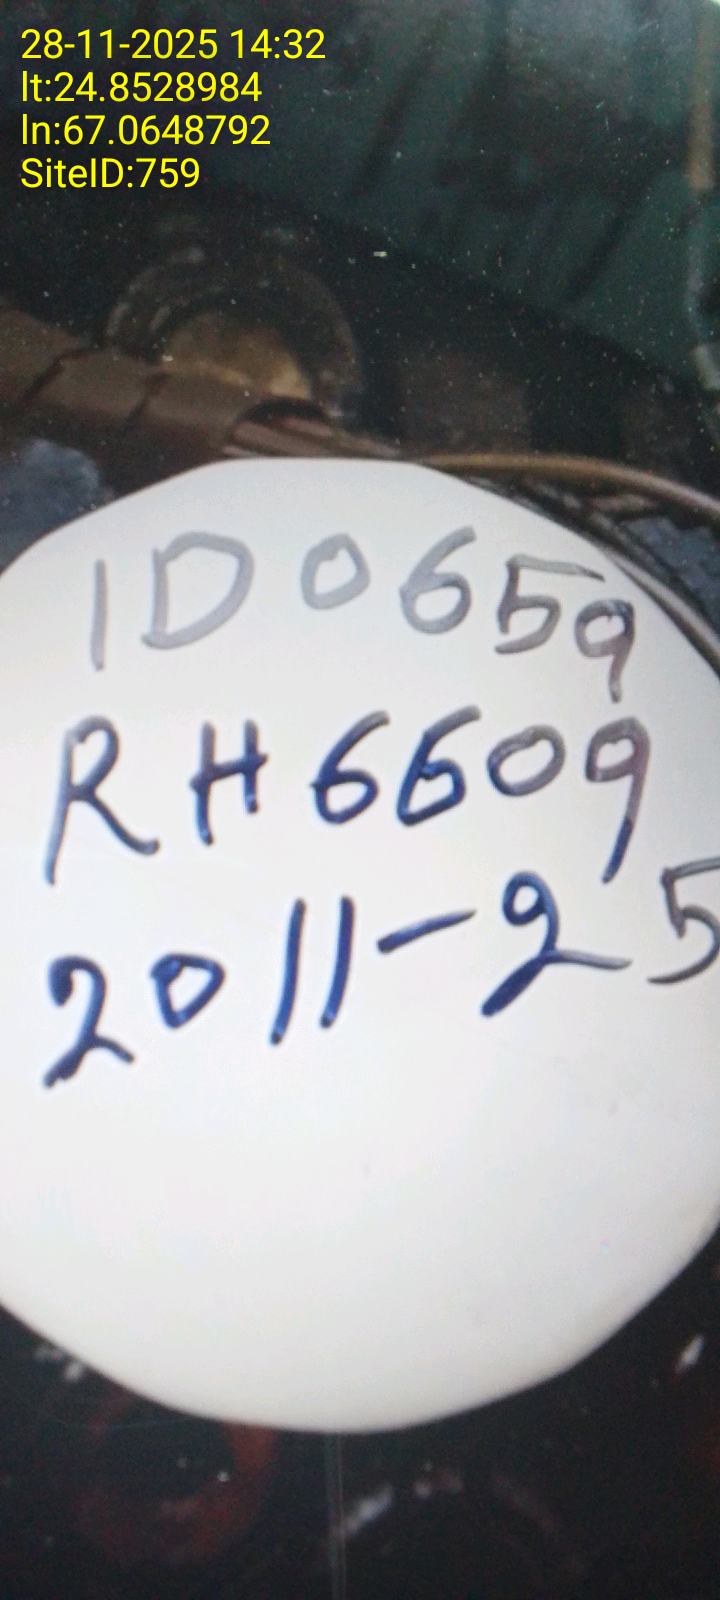 28-11-2025 14:32
lt:24.8528984
ln:67.0648792
SiteID:759
ID0659
RH6609
2011-25